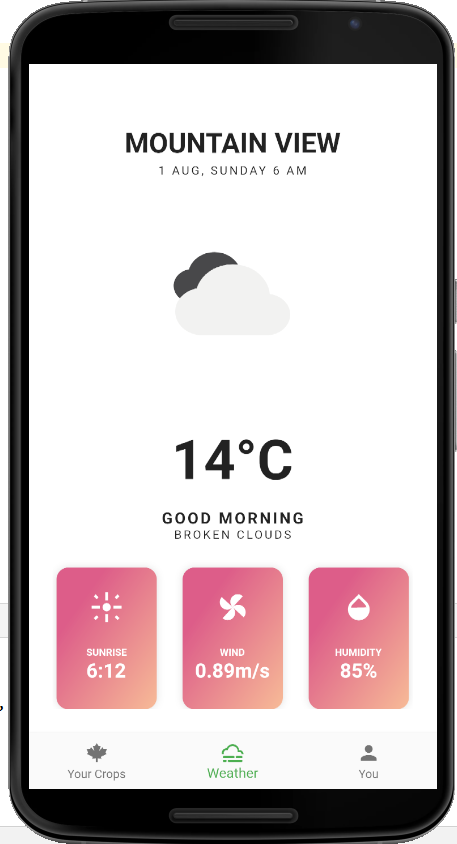 MOUNTAIN VIEW
1 AUG, SUNDAY 6 AM
14°C
GOOD MORNING
BROKEN CLOUDS
SUNRISE
6:12
WIND
0.89m/s
HUMIDITY
85%
Your Crops
Weather
You